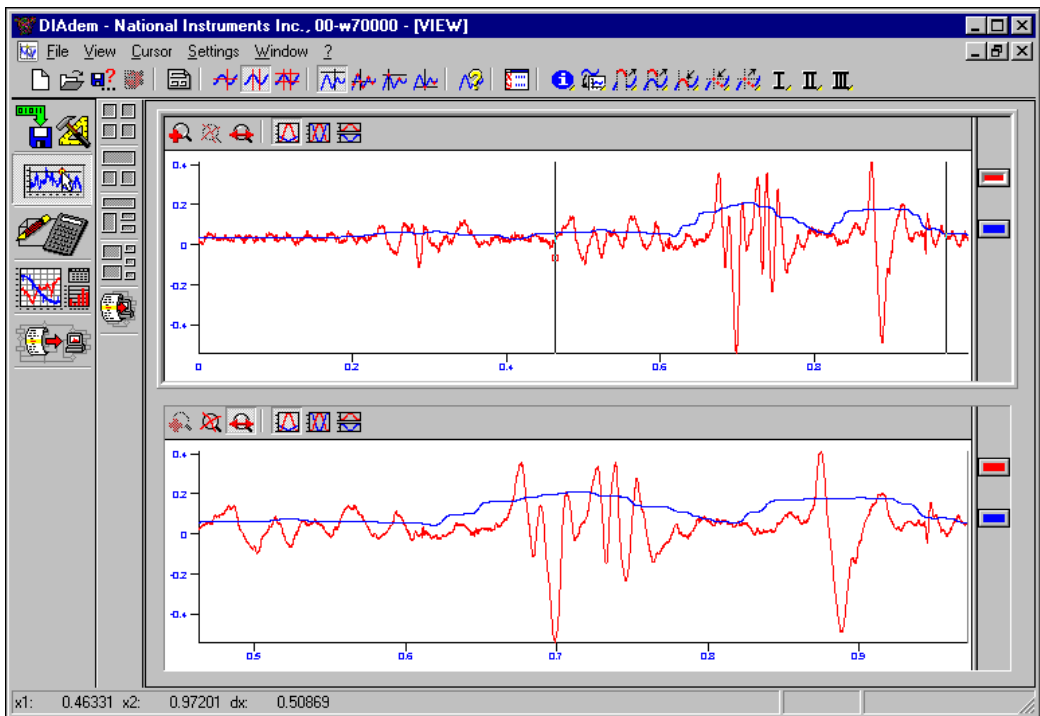 DIAdem - National Instruments Inc., 00-w70000 - [VIEW]
File View Cursor Settings Window ?
I, II, III,
0.4
0.2
0
-0.2
-0.4
0 0.2 0.4 0.6 0.8
0.4
0.2
0
-0.2
-0.4
0.5 0.6 0.7 0.8 0.9
x1: 0.46331 x2: 0.97201 dx: 0.50869